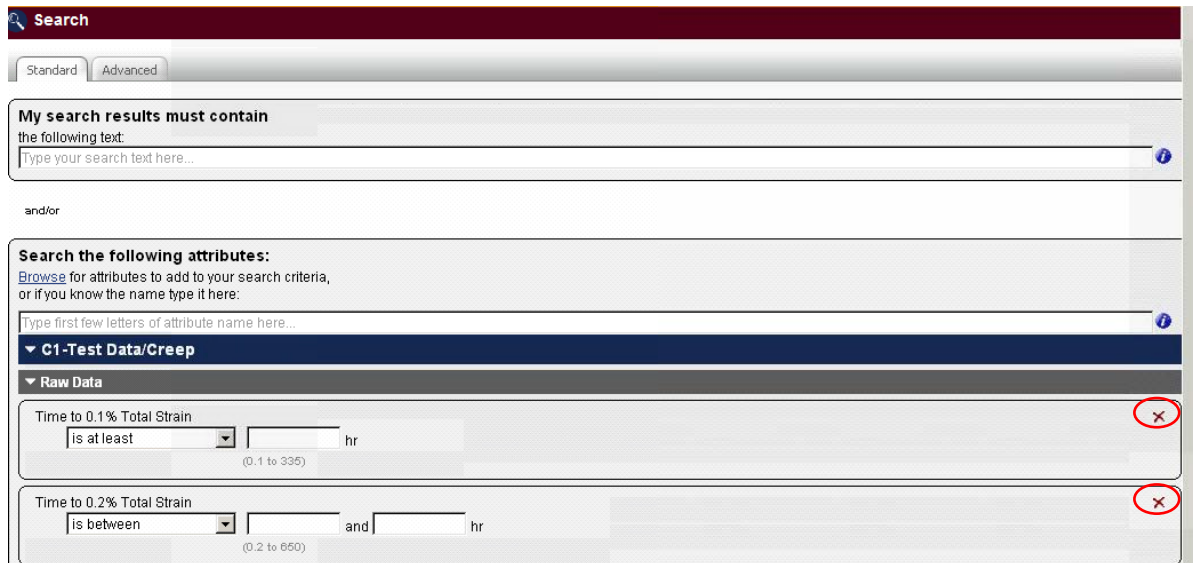 Search
Standard Advanced
My search results must contain
the following text:
Type your search text here...
and/or
Search the following attributes:
Browse for attributes to add to your search criteria,
or if you know the name type it here:
Type first few letters of attribute name here...
C1-Test Data/Creep
Raw Data
Time to 0.1% Total Strain
is at least hr
(0.1 to 335)
Time to 0.2% Total Strain
is between and hr
(0.2 to 650)